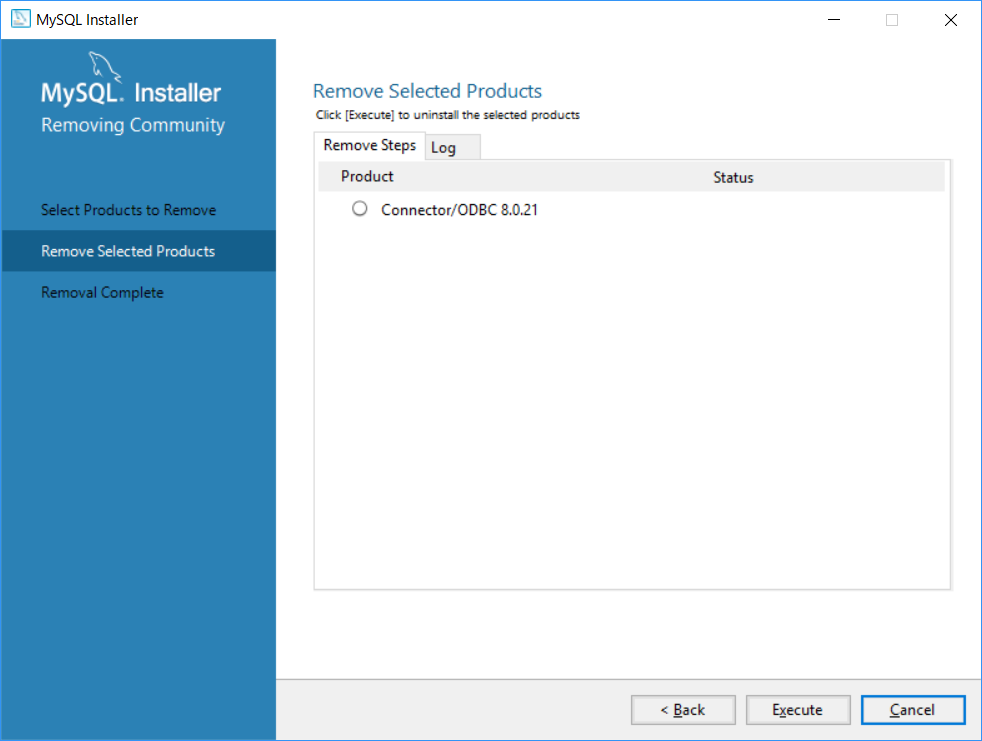 MySQL Installer
MySQL. Installer
Removing Community
Select Products to Remove
Remove Selected Products
Removal Complete
Remove Selected Products
Click [Execute] to uninstall the selected products
Remove Steps Log
Product Status
Connector/ODBC 8.0.21
< Back Execute Cancel